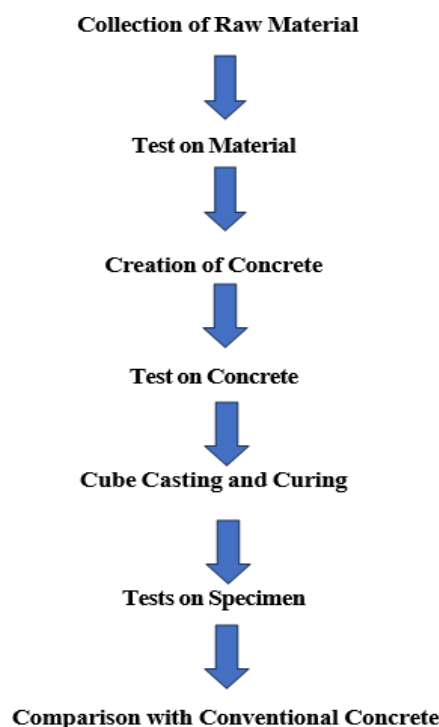 Collection of Raw Material
Test on Material
Creation of Concrete
Test on Concrete
Cube Casting and Curing
Tests on Specimen
Comparison with Conventional Concrete